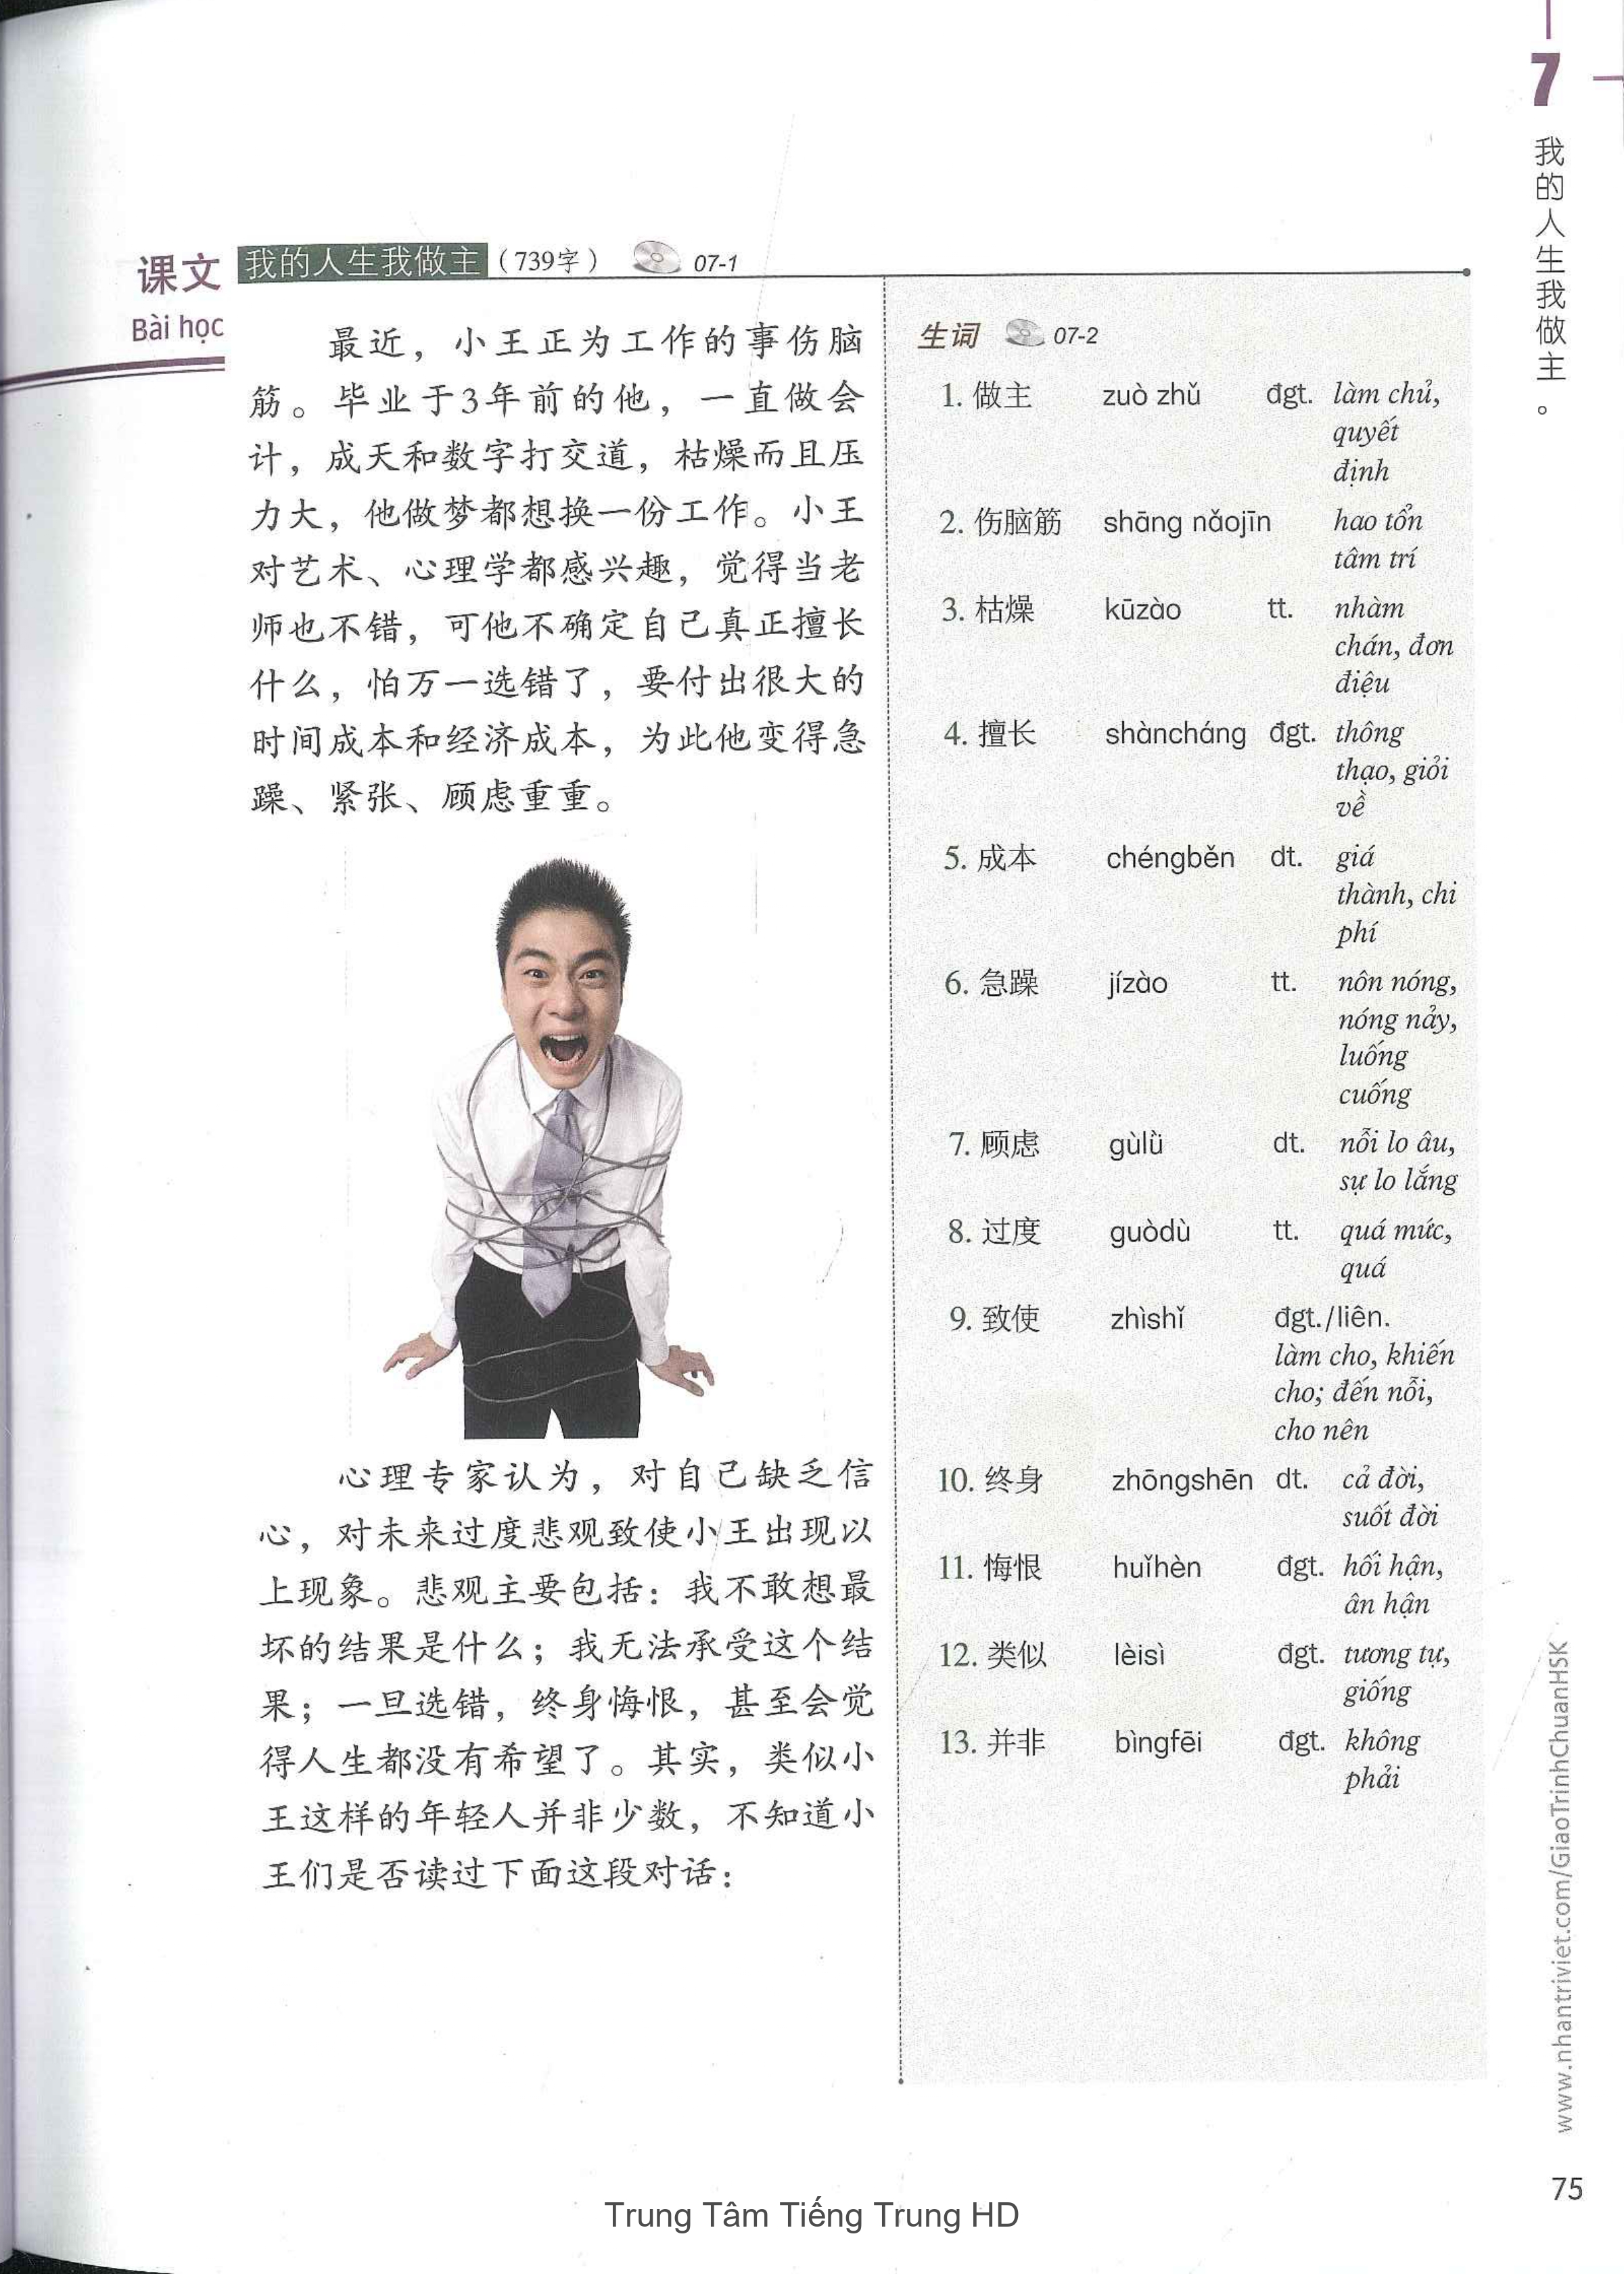 7
我的人生我做主。
课文
Bài học
我的人生我做主（739字） 07-1
最近，小王正为工作的事伤脑
筋。毕业于3年前的他，一直做会
计，成天和数字打交道，枯燥而且压
力大，他做梦都想换一份工作。小王
对艺术、心理学都感兴趣，觉得当老
师也不错，可他不确定自己真正擅长
什么，怕万一选错了，要付出很大的
时间成本和经济成本，为此他变得急
躁、紧张、顾虑重重。
心理专家认为，对自己缺乏信
心，对未来过度悲观致使小王出现以
上现象。悲观主要包括：我不敢想最
坏的结果是什么；我无法承受这个结
果；一旦选错，终身悔恨，甚至会觉
得人生都没有希望了。其实，类似小
王这样的年轻人并非少数，不知道小
王们是否读过下面这段对话：
生词 07-2
1. 做主 zuò zhǔ đgt. làm chủ,
quyết
định
2. 伤脑筋 shāng nǎojīn hao tổn
tâm trí
3. 枯燥 kūzào tt. nhàm
chán, đơn
điệu
4. 擅长 shàncháng đgt. thông
thạo, giỏi
về
5. 成本 chéngběn dt. giá
thành, chi
phí
6. 急躁 jízào tt. nôn nóng,
nóng nảy,
luống
cuống
7. 顾虑 gùlǜ dt. nỗi lo âu,
sự lo lắng
8. 过度 guòdù tt. quá mức,
quá
9. 致使 zhìshǐ đgt./liên.
làm cho, khiến
cho; đến nỗi,
cho nên
10. 终身 zhōngshēn dt. cả đời,
suốt đời
11. 悔恨 huǐhèn đgt. hối hận,
ân hận
12. 类似 lèisì đgt. tương tự,
giống
13. 并非 bìngfēi đgt. không
phải
www.nhantriviet.com/GiaoTrinhChuanHSK
75
Trung Tâm Tiếng Trung HD